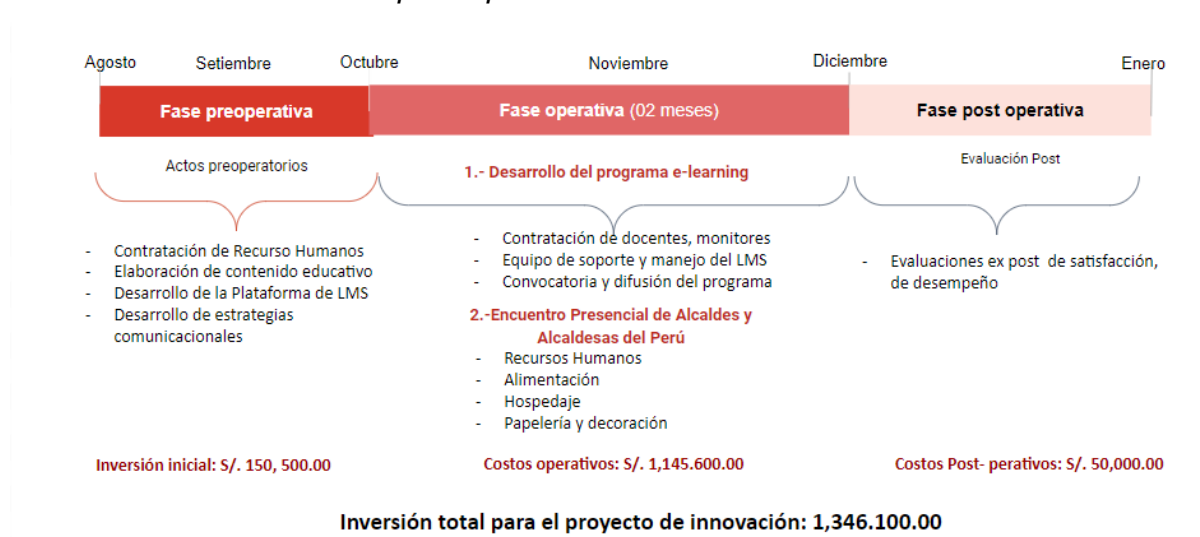 Agosto Setiembre Octubre Noviembre Diciembre Enero
Fase preoperativa Fase operativa (02 meses) Fase post operativa
Actos preoperatorios
- Contratación de Recurso Humanos
- Elaboración de contenido educativo
- Desarrollo de la Plataforma de LMS
- Desarrollo de estrategias
comunicacionales
1.- Desarrollo del programa e-learning
- Contratación de docentes, monitores
- Equipo de soporte y manejo del LMS
- Convocatoria y difusión del programa
2.-Encuentro Presencial de Alcaldes y
Alcaldesas del Perú
- Recursos Humanos
- Alimentación
- Hospedaje
- Papelería y decoración
Evaluación Post
- Evaluaciones ex post de satisfacción,
de desempeño
Inversión inicial: S/. 150, 500.00 Costos operativos: S/. 1,145.600.00 Costos Post- perativos: S/. 50,000.00
Inversión total para el proyecto de innovación: 1,346.100.00